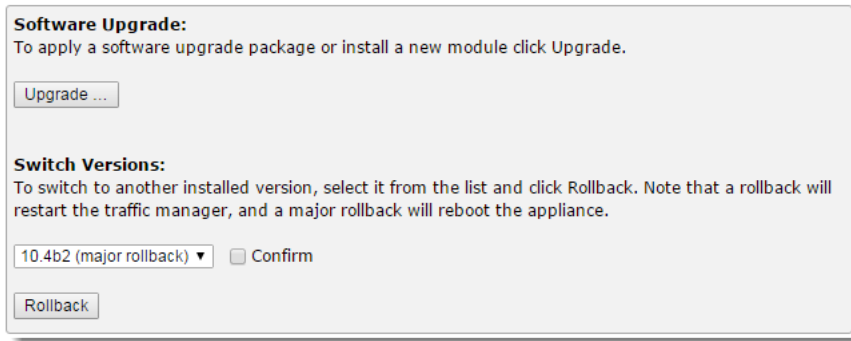 Software Upgrade:
To apply a software upgrade package or install a new module click Upgrade.
Upgrade ...
Switch Versions:
To switch to another installed version, select it from the list and click Rollback. Note that a rollback will
restart the traffic manager, and a major rollback will reboot the appliance.
10.4b2 (major rollback) ▼ Confirm
Rollback